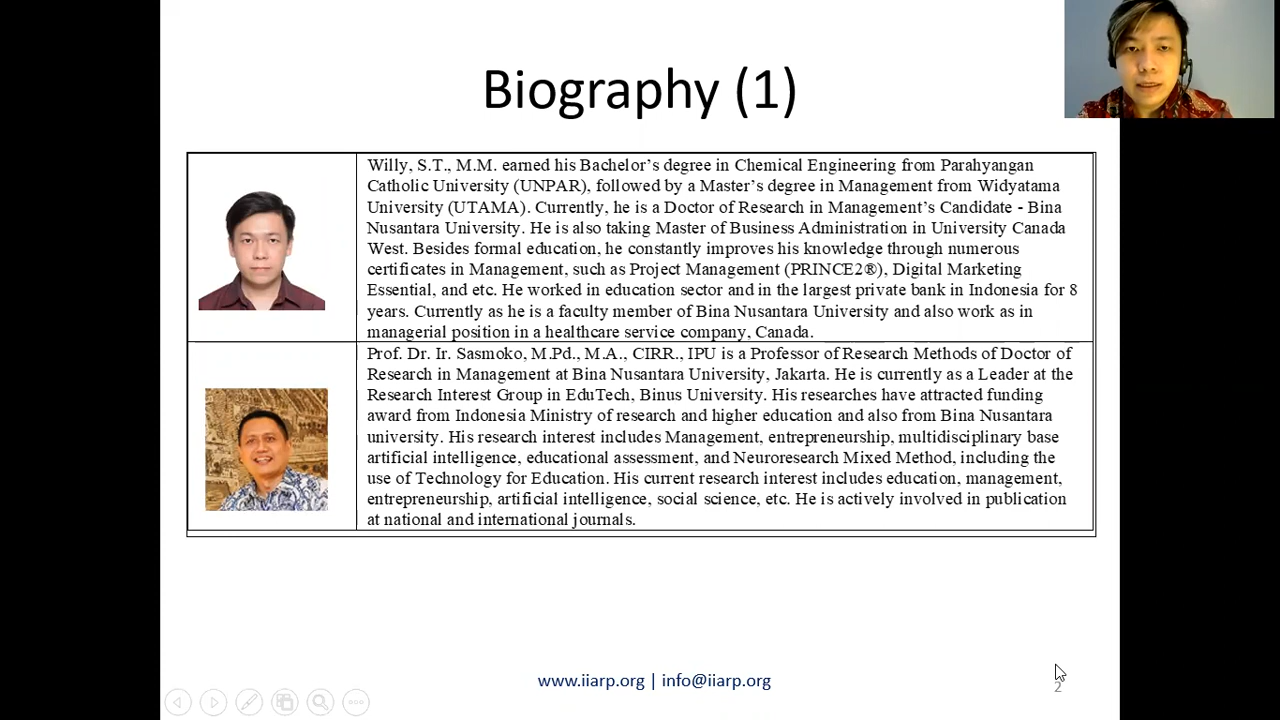 Biography (1)
Willy, S.T., M.M. earned his Bachelor's degree in Chemical Engineering from Parahyangan
Catholic University (UNPAR), followed by a Master's degree in Management from Widyatama
University (UTAMA). Currently, he is a Doctor of Research in Management's Candidate - Bina
Nusantara University. He is also taking Master of Business Administration in University Canada
West. Besides formal education, he constantly improves his knowledge through numerous
certificates in Management, such as Project Management (PRINCE2®), Digital Marketing
Essential, and etc. He worked in education sector and in the largest private bank in Indonesia for 8
years. Currently as he is a faculty member of Bina Nusantara University and also work as in
managerial position in a healthcare service company, Canada.
Prof. Dr. Ir. Sasmoko, M.Pd., M.A., CIRR., IPU is a Professor of Research Methods of Doctor of
Research in Management at Bina Nusantara University, Jakarta. He is currently as a Leader at the
Research Interest Group in EduTech, Binus University. His researches have attracted funding
award from Indonesia Ministry of research and higher education and also from Bina Nusantara
university. His research interest includes Management, entrepreneurship, multidisciplinary base
artificial intelligence, educational assessment, and Neuroresearch Mixed Method, including the
use of Technology for Education. His current research interest includes education, management,
entrepreneurship, artificial intelligence, social science, etc. He is actively involved in publication
at national and international journals.
www.iiarp.org | info@iiarp.org
2